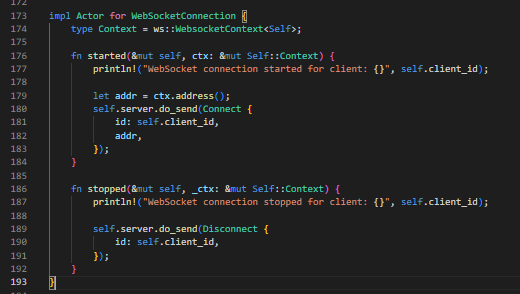 172
173 impl Actor for WebSocketConnection {
174     type Context = ws::WebsocketContext<Self>;
175
176     fn started(&mut self, ctx: &mut Self::Context) {
177         println!("WebSocket connection started for client: {}", self.client_id);
178
179         let addr = ctx.address();
180         self.server.do_send(Connect {
181             id: self.client_id,
182             addr,
183         });
184     }
185
186     fn stopped(&mut self, _ctx: &mut Self::Context) {
187         println!("WebSocket connection stopped for client: {}", self.client_id);
188
189         self.server.do_send(Disconnect {
190             id: self.client_id,
191         });
192     }
193 }